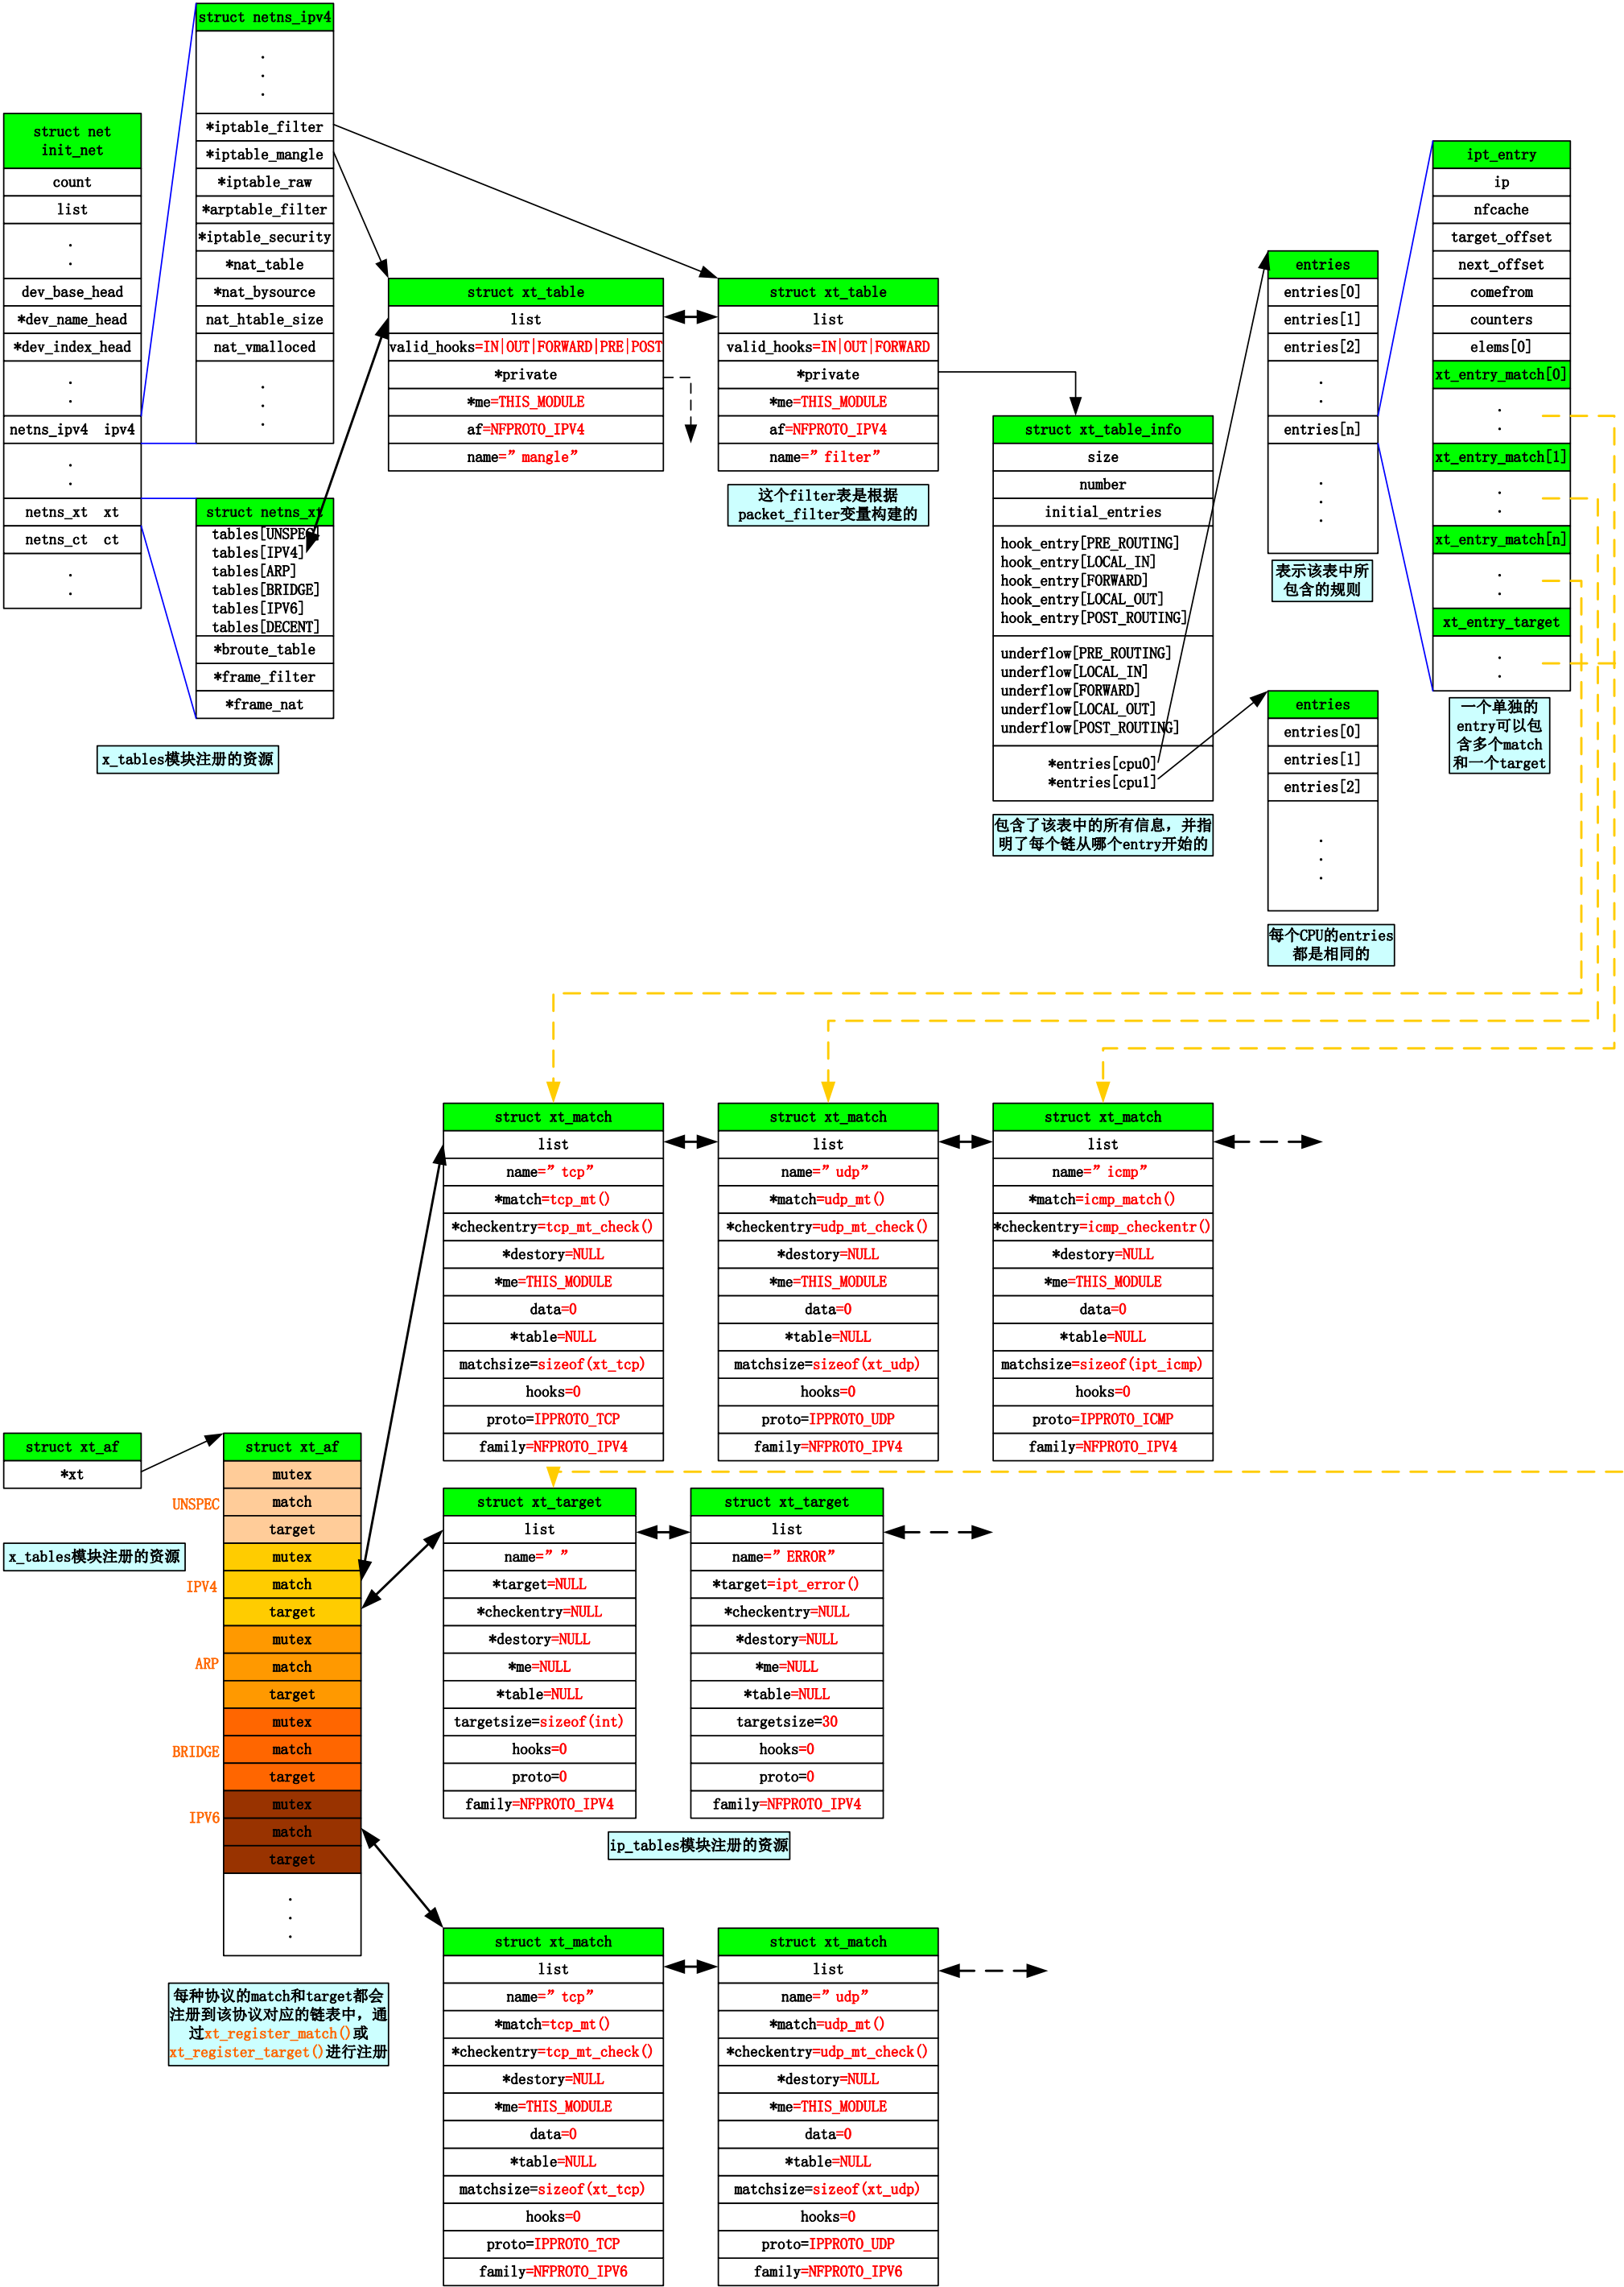 struct netns_ipv4
.
.
.
*iptable_filter
*iptable_mangle
*iptable_raw
*arptable_filter
*iptable_security
*nat_table
*nat_bysource
nat_htable_size
nat_vmalloced
.
.
.
struct net
init_net
count
list
.
.
dev_base_head
*dev_name_head
*dev_index_head
.
.
netns_ipv4 ipv4
.
.
netns_xt xt
netns_ct ct
.
.
struct netns_xt
tables[UNSPEC]
tables[IPV4]
tables[ARP]
tables[BRIDGE]
tables[IPV6]
tables[DECENT]
*broute_table
*frame_filter
*frame_nat
x_tables模块注册的资源
struct xt_table
list
valid_hooks=IN|OUT|FORWARD|PRE|POST
*private
*me=THIS_MODULE
af=NFPROTO_IPV4
name=”mangle”
struct xt_table
list
valid_hooks=IN|OUT|FORWARD
*private
*me=THIS_MODULE
af=NFPROTO_IPV4
name=”filter”
这个filter表是根据
packet_filter变量构建的
struct xt_table_info
size
number
initial_entries
hook_entry[PRE_ROUTING]
hook_entry[LOCAL_IN]
hook_entry[FORWARD]
hook_entry[LOCAL_OUT]
hook_entry[POST_ROUTING]
underflow[PRE_ROUTING]
underflow[LOCAL_IN]
underflow[FORWARD]
underflow[LOCAL_OUT]
underflow[POST_ROUTING]
*entries[cpu0]
*entries[cpu1]
包含了该表中的所有信息，并指
明了每个链从哪个entry开始的
entries
entries[0]
entries[1]
entries[2]
.
.
entries[n]
.
.
.
表示该表中所
包含的规则
entries
entries[0]
entries[1]
entries[2]
.
.
.
每个CPU的entries
都是相同的
ipt_entry
ip
nfcache
target_offset
next_offset
comefrom
counters
elems[0]
xt_entry_match[0]
.
.
xt_entry_match[1]
.
.
xt_entry_match[n]
.
.
xt_entry_target
.
.
一个单独的
entry可以包
含多个match
和一个target
struct xt_match
list
name=”tcp”
*match=tcp_mt()
*checkentry=tcp_mt_check()
*destory=NULL
*me=THIS_MODULE
data=0
*table=NULL
matchsize=sizeof(xt_tcp)
hooks=0
proto=IPPROTO_TCP
family=NFPROTO_IPV4
struct xt_match
list
name=”udp”
*match=udp_mt()
*checkentry=udp_mt_check()
*destory=NULL
*me=THIS_MODULE
data=0
*table=NULL
matchsize=sizeof(xt_udp)
hooks=0
proto=IPPROTO_UDP
family=NFPROTO_IPV4
struct xt_match
list
name=”icmp”
*match=icmp_match()
*checkentry=icmp_checkentr()
*destory=NULL
*me=THIS_MODULE
data=0
*table=NULL
matchsize=sizeof(ipt_icmp)
hooks=0
proto=IPPROTO_ICMP
family=NFPROTO_IPV4
struct xt_af
*xt
x_tables模块注册的资源
struct xt_af
UNSPEC
mutex
match
target
IPV4
mutex
match
target
ARP
mutex
match
target
BRIDGE
mutex
match
target
IPV6
mutex
match
target
.
.
.
每种协议的match和target都会
注册到该协议对应的链表中，通
过xt_register_match()或
xt_register_target()进行注册
struct xt_target
list
name=””
*target=NULL
*checkentry=NULL
*destory=NULL
*me=NULL
*table=NULL
targetsize=sizeof(int)
hooks=0
proto=0
family=NFPROTO_IPV4
struct xt_target
list
name=”ERROR”
*target=ipt_error()
*checkentry=NULL
*destory=NULL
*me=NULL
*table=NULL
targetsize=30
hooks=0
proto=0
family=NFPROTO_IPV4
ip_tables模块注册的资源
struct xt_match
list
name=”tcp”
*match=tcp_mt()
*checkentry=tcp_mt_check()
*destory=NULL
*me=THIS_MODULE
data=0
*table=NULL
matchsize=sizeof(xt_tcp)
hooks=0
proto=IPPROTO_TCP
family=NFPROTO_IPV6
struct xt_match
list
name=”udp”
*match=udp_mt()
*checkentry=udp_mt_check()
*destory=NULL
*me=THIS_MODULE
data=0
*table=NULL
matchsize=sizeof(xt_udp)
hooks=0
proto=IPPROTO_UDP
family=NFPROTO_IPV6